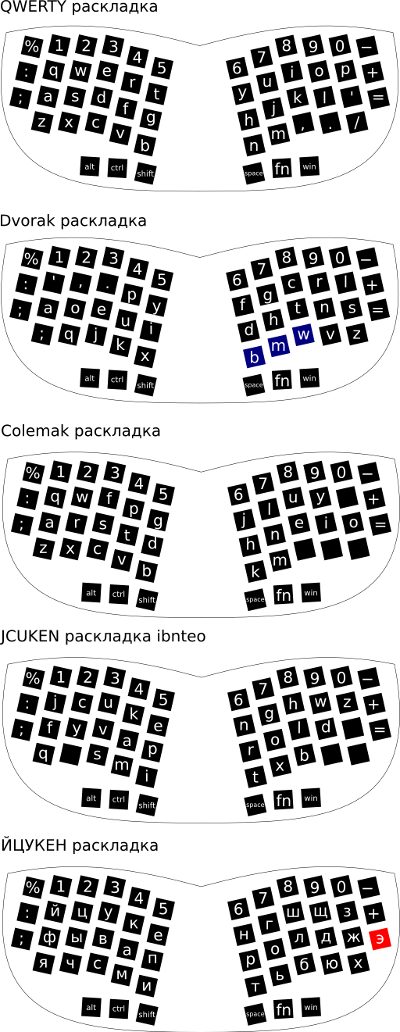 QWERTY раскладка
% 1 2 3 4 5 6 7 8 9 0 −
: q w e r t y u i o p +
; a s d f g h j k l ' =
z x c v b n m , . /
alt ctrl shift space fn win
Dvorak раскладка
% 1 2 3 4 5 6 7 8 9 0 −
: ' , . p y f g c r l +
; a o e u i d h t n s =
; q j k x b m w v z
alt ctrl shift space fn win
Colemak раскладка
% 1 2 3 4 5 6 7 8 9 0 −
: q w f p g j l u y +
; a r s t d h n e i o =
z x c v b k m
alt ctrl shift space fn win
JCUKEN раскладка ibnteo
% 1 2 3 4 5 6 7 8 9 0 −
: j c u k e n g h w z +
; f y v a p r o l d =
q s m i t x b
alt ctrl shift space fn win
ЙЦУКЕН раскладка
% 1 2 3 4 5 6 7 8 9 0 −
: й ц у к е н г ш щ з +
; ф ы в а п р о л д ж э
я ч с м и т ь б ю х
alt ctrl shift space fn win